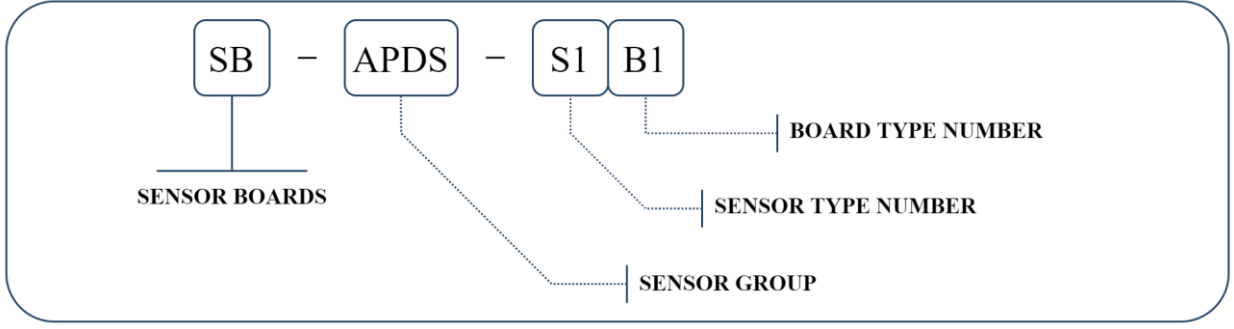 SB – APDS – S1 B1
BOARD TYPE NUMBER
SENSOR BOARDS
SENSOR TYPE NUMBER
SENSOR GROUP